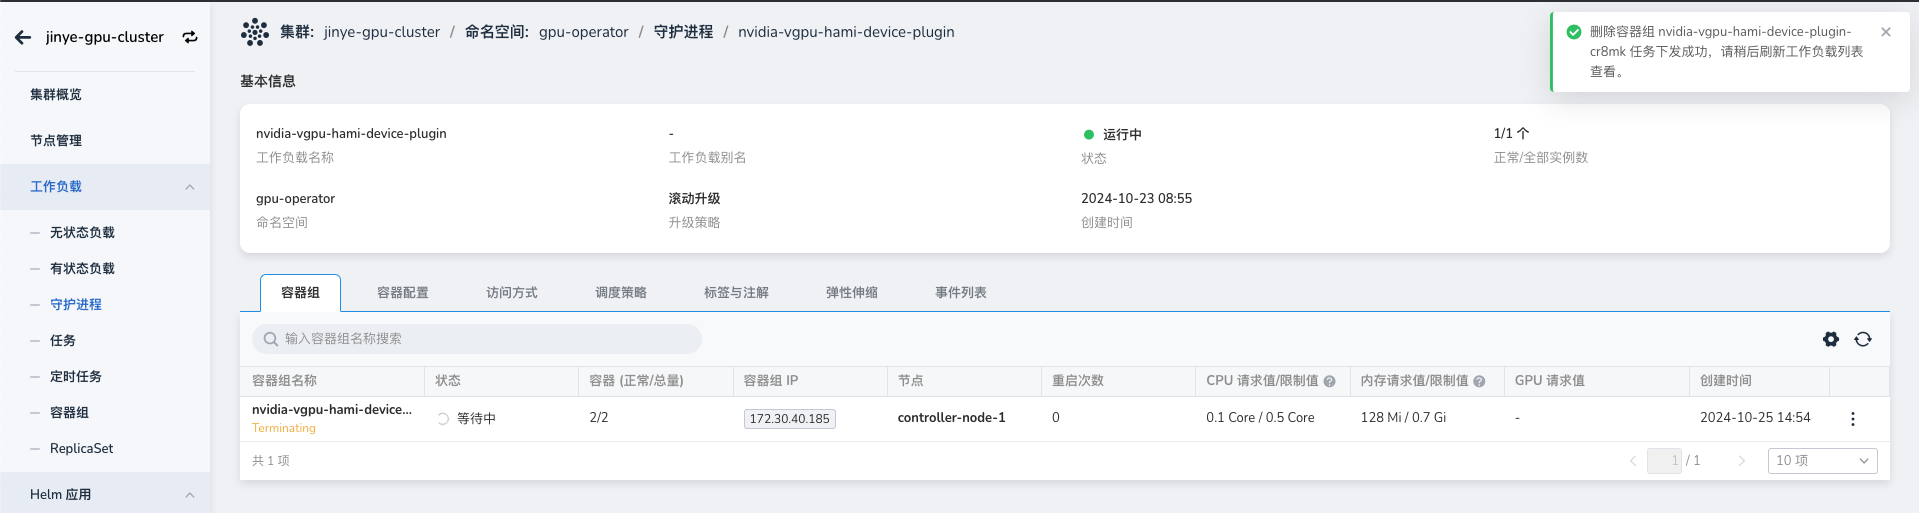 jinye-gpu-cluster
集群概览
节点管理
工作负载
无状态负载
有状态负载
守护进程
任务
定时任务
容器组
ReplicaSet
Helm 应用
集群: jinye-gpu-cluster / 命名空间: gpu-operator / 守护进程 / nvidia-vgpu-hami-device-plugin
删除容器组 nvidia-vgpu-hami-device-plugin-
cr8mk 任务下发成功，请稍后刷新工作负载列表
查看。
基本信息
nvidia-vgpu-hami-device-plugin
工作负载名称
-
工作负载别名
运行中
状态
1/1 个
正常/全部实例数
gpu-operator
命名空间
滚动升级
升级策略
2024-10-23 08:55
创建时间
容器组 容器配置 访问方式 调度策略 标签与注解 弹性伸缩 事件列表
输入容器组名称搜索
容器组名称 状态 容器 (正常/总量) 容器组 IP 节点 重启次数 CPU 请求值/限制值 内存请求值/限制值 GPU 请求值 创建时间
nvidia-vgpu-hami-device... 等待中 2/2 172.30.40.185 controller-node-1 0 0.1 Core / 0.5 Core 128 Mi / 0.7 Gi - 2024-10-25 14:54
Terminating
共 1 项
1 / 1
10 项